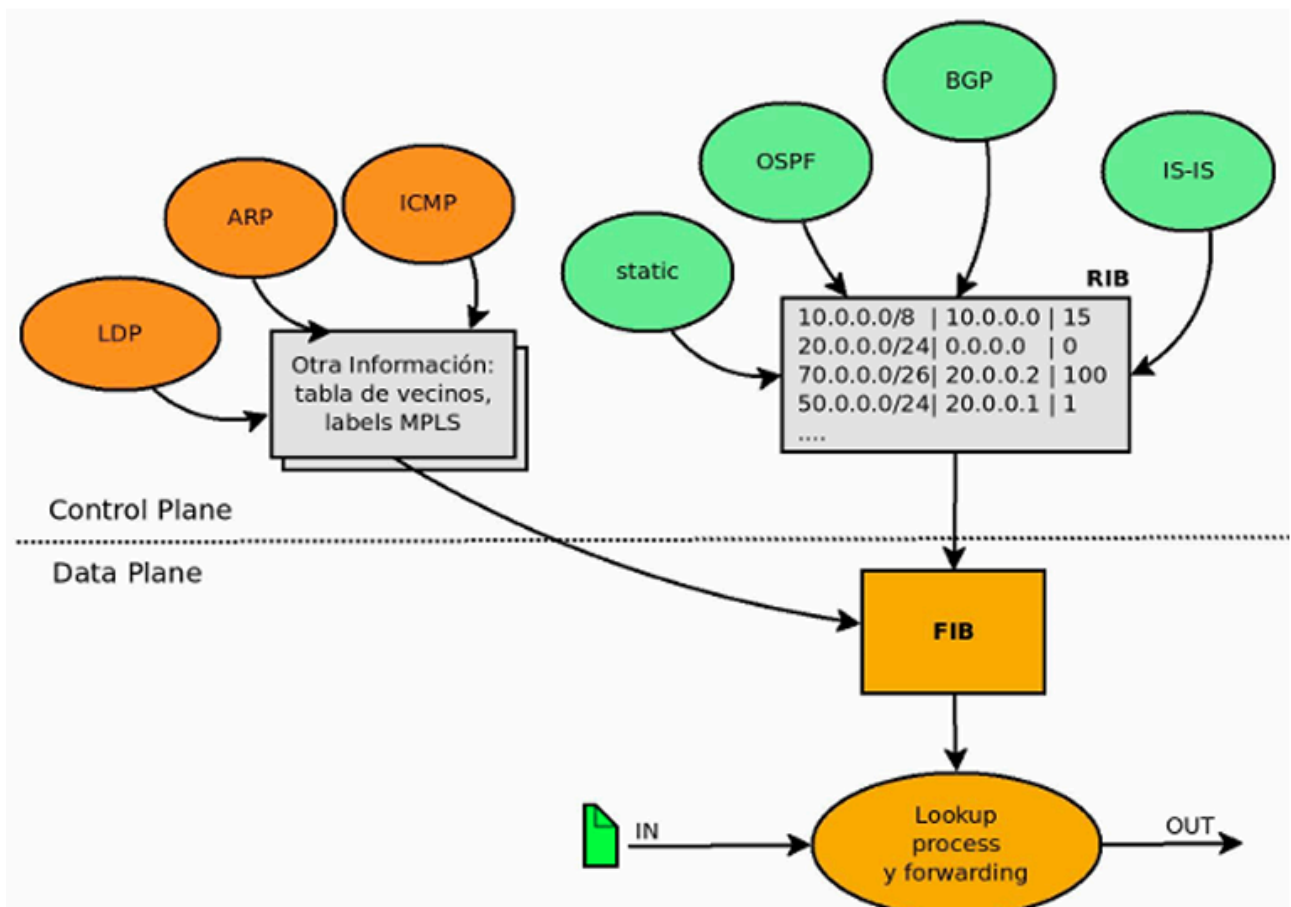 BGP
OSPF
IS-IS
ARP
ICMP
static
LDP
RIB
10.0.0.0/8 | 10.0.0.0 | 15
20.0.0.0/24| 0.0.0.0 | 0
70.0.0.0/26| 20.0.0.2 | 100
50.0.0.0/24| 20.0.0.1 | 1
....
Otra Información:
tabla de vecinos,
labels MPLS
Control Plane
Data Plane
FIB
IN
Lookup
process
y forwarding
OUT